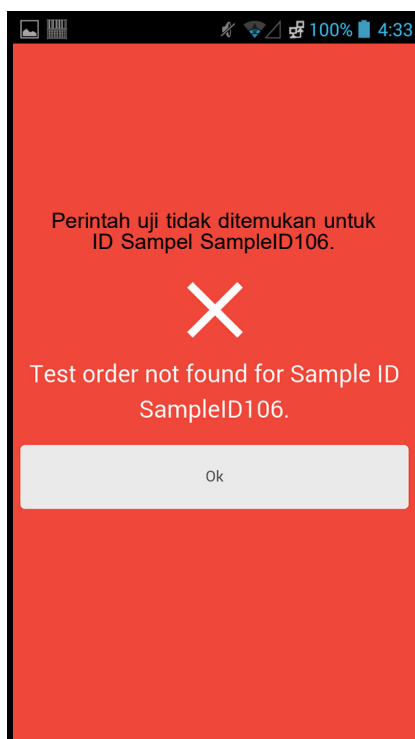 100% 4:33
Perintah uji tidak ditemukan untuk
ID Sampel SampleID106.
Test order not found for Sample ID
SampleID106.
Ok